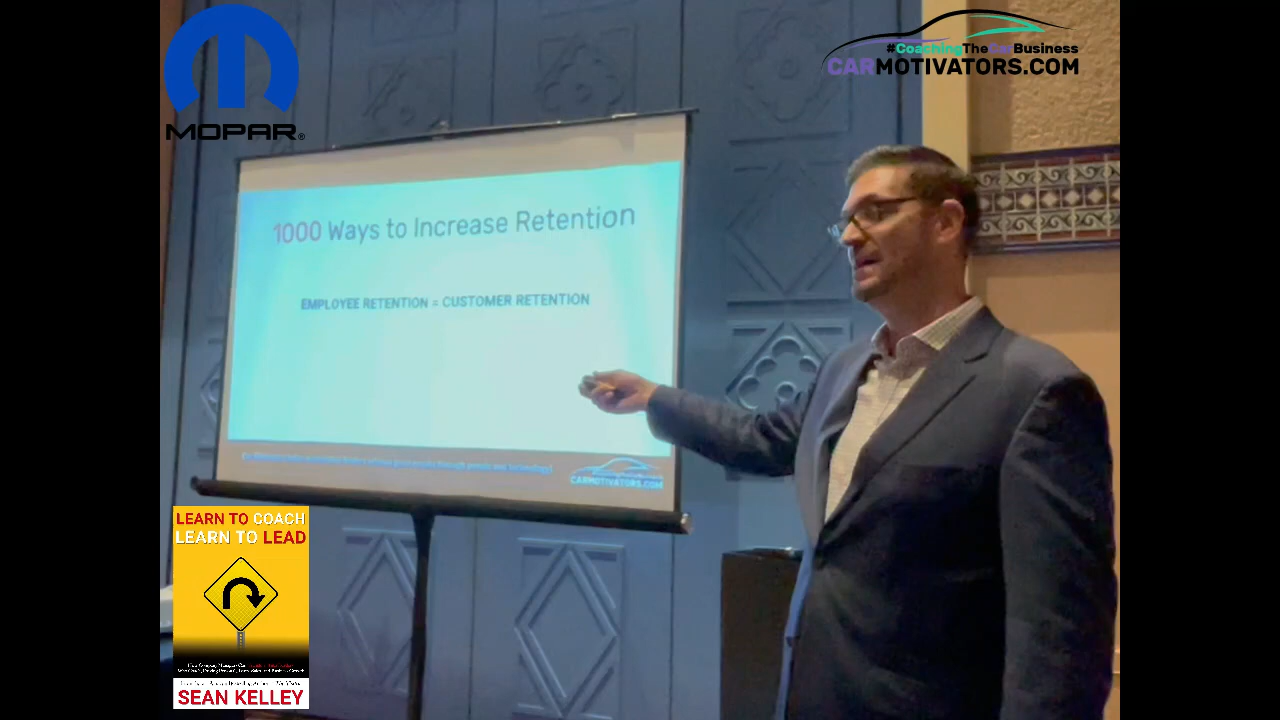 MOPAR®
#CoachingTheCarBusiness
CARMOTIVATORS.COM
1000 Ways to Increase Retention
EMPLOYEE RETENTION = CUSTOMER RETENTION
CARMOTIVATORS.COM
LEARN TO COACH
LEARN TO LEAD
SEAN KELLEY